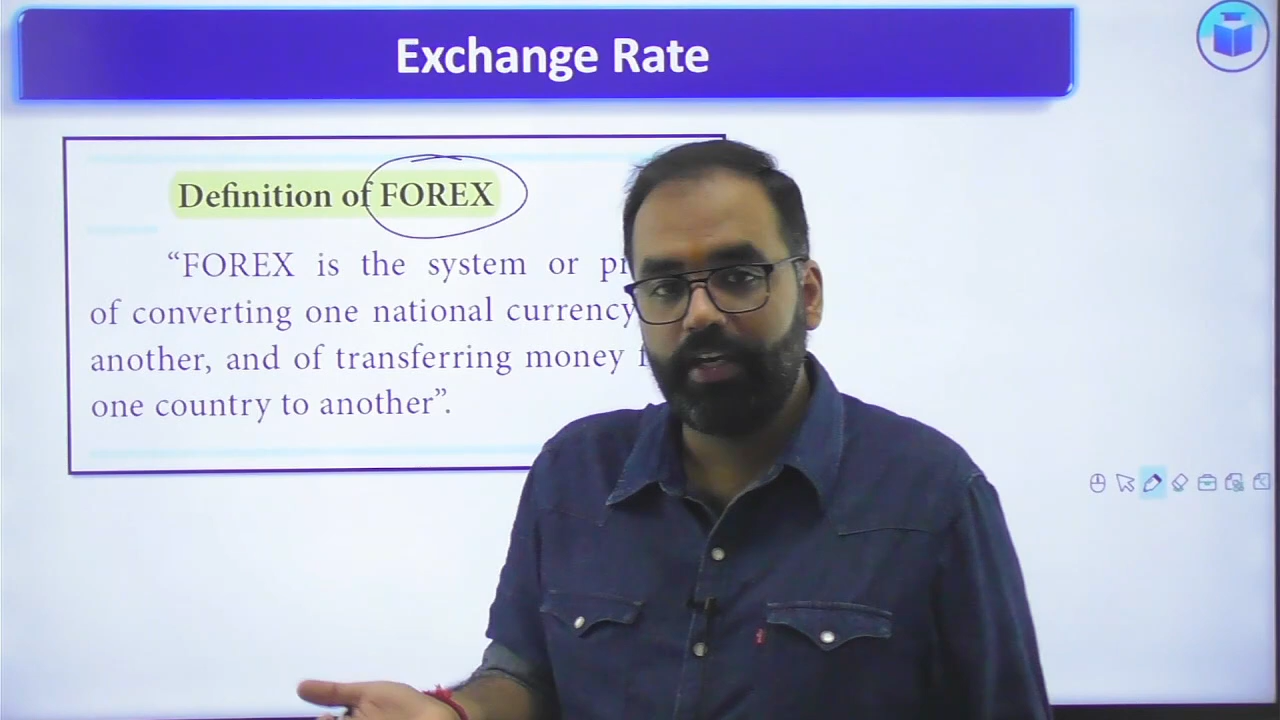 Exchange Rate
Definition of FOREX
“FOREX is the system or
of converting one national currency
another, and of transferring money
one country to another”.